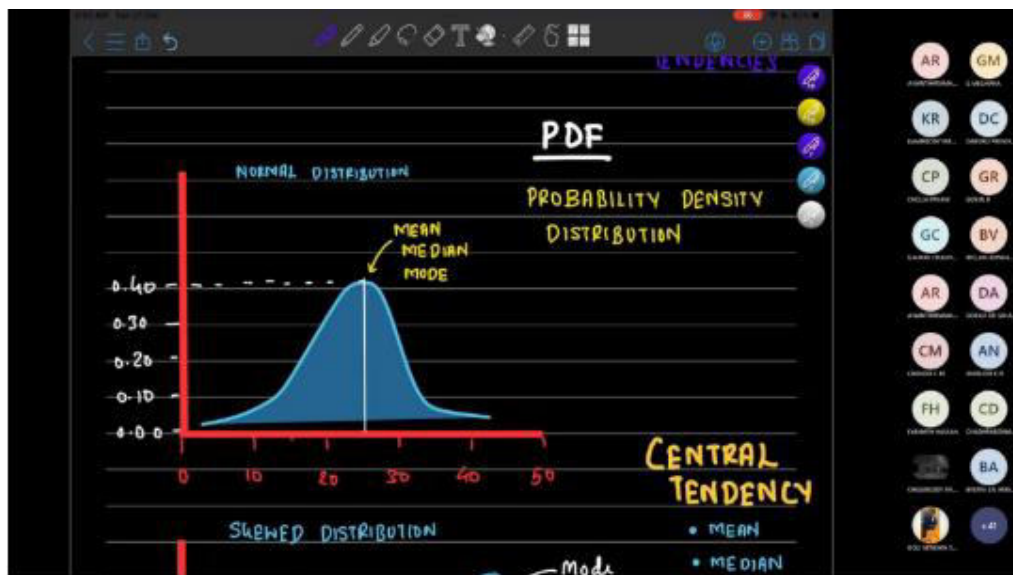 TENDENCIES
PDF
NORMAL DISTRIBUTION
PROBABILITY DENSITY
DISTRIBUTION
MEAN
MEDIAN
MODE
0.40
0.30
0.20
0.10
0.00
0 10 20 30 40 50
CENTRAL
TENDENCY
SKEWED DISTRIBUTION
• MEAN
• MEDIAN
Mode
AR GM
KR DC
CP GR
GC BV
AR DA
CM AN
FH CD
BA
+41